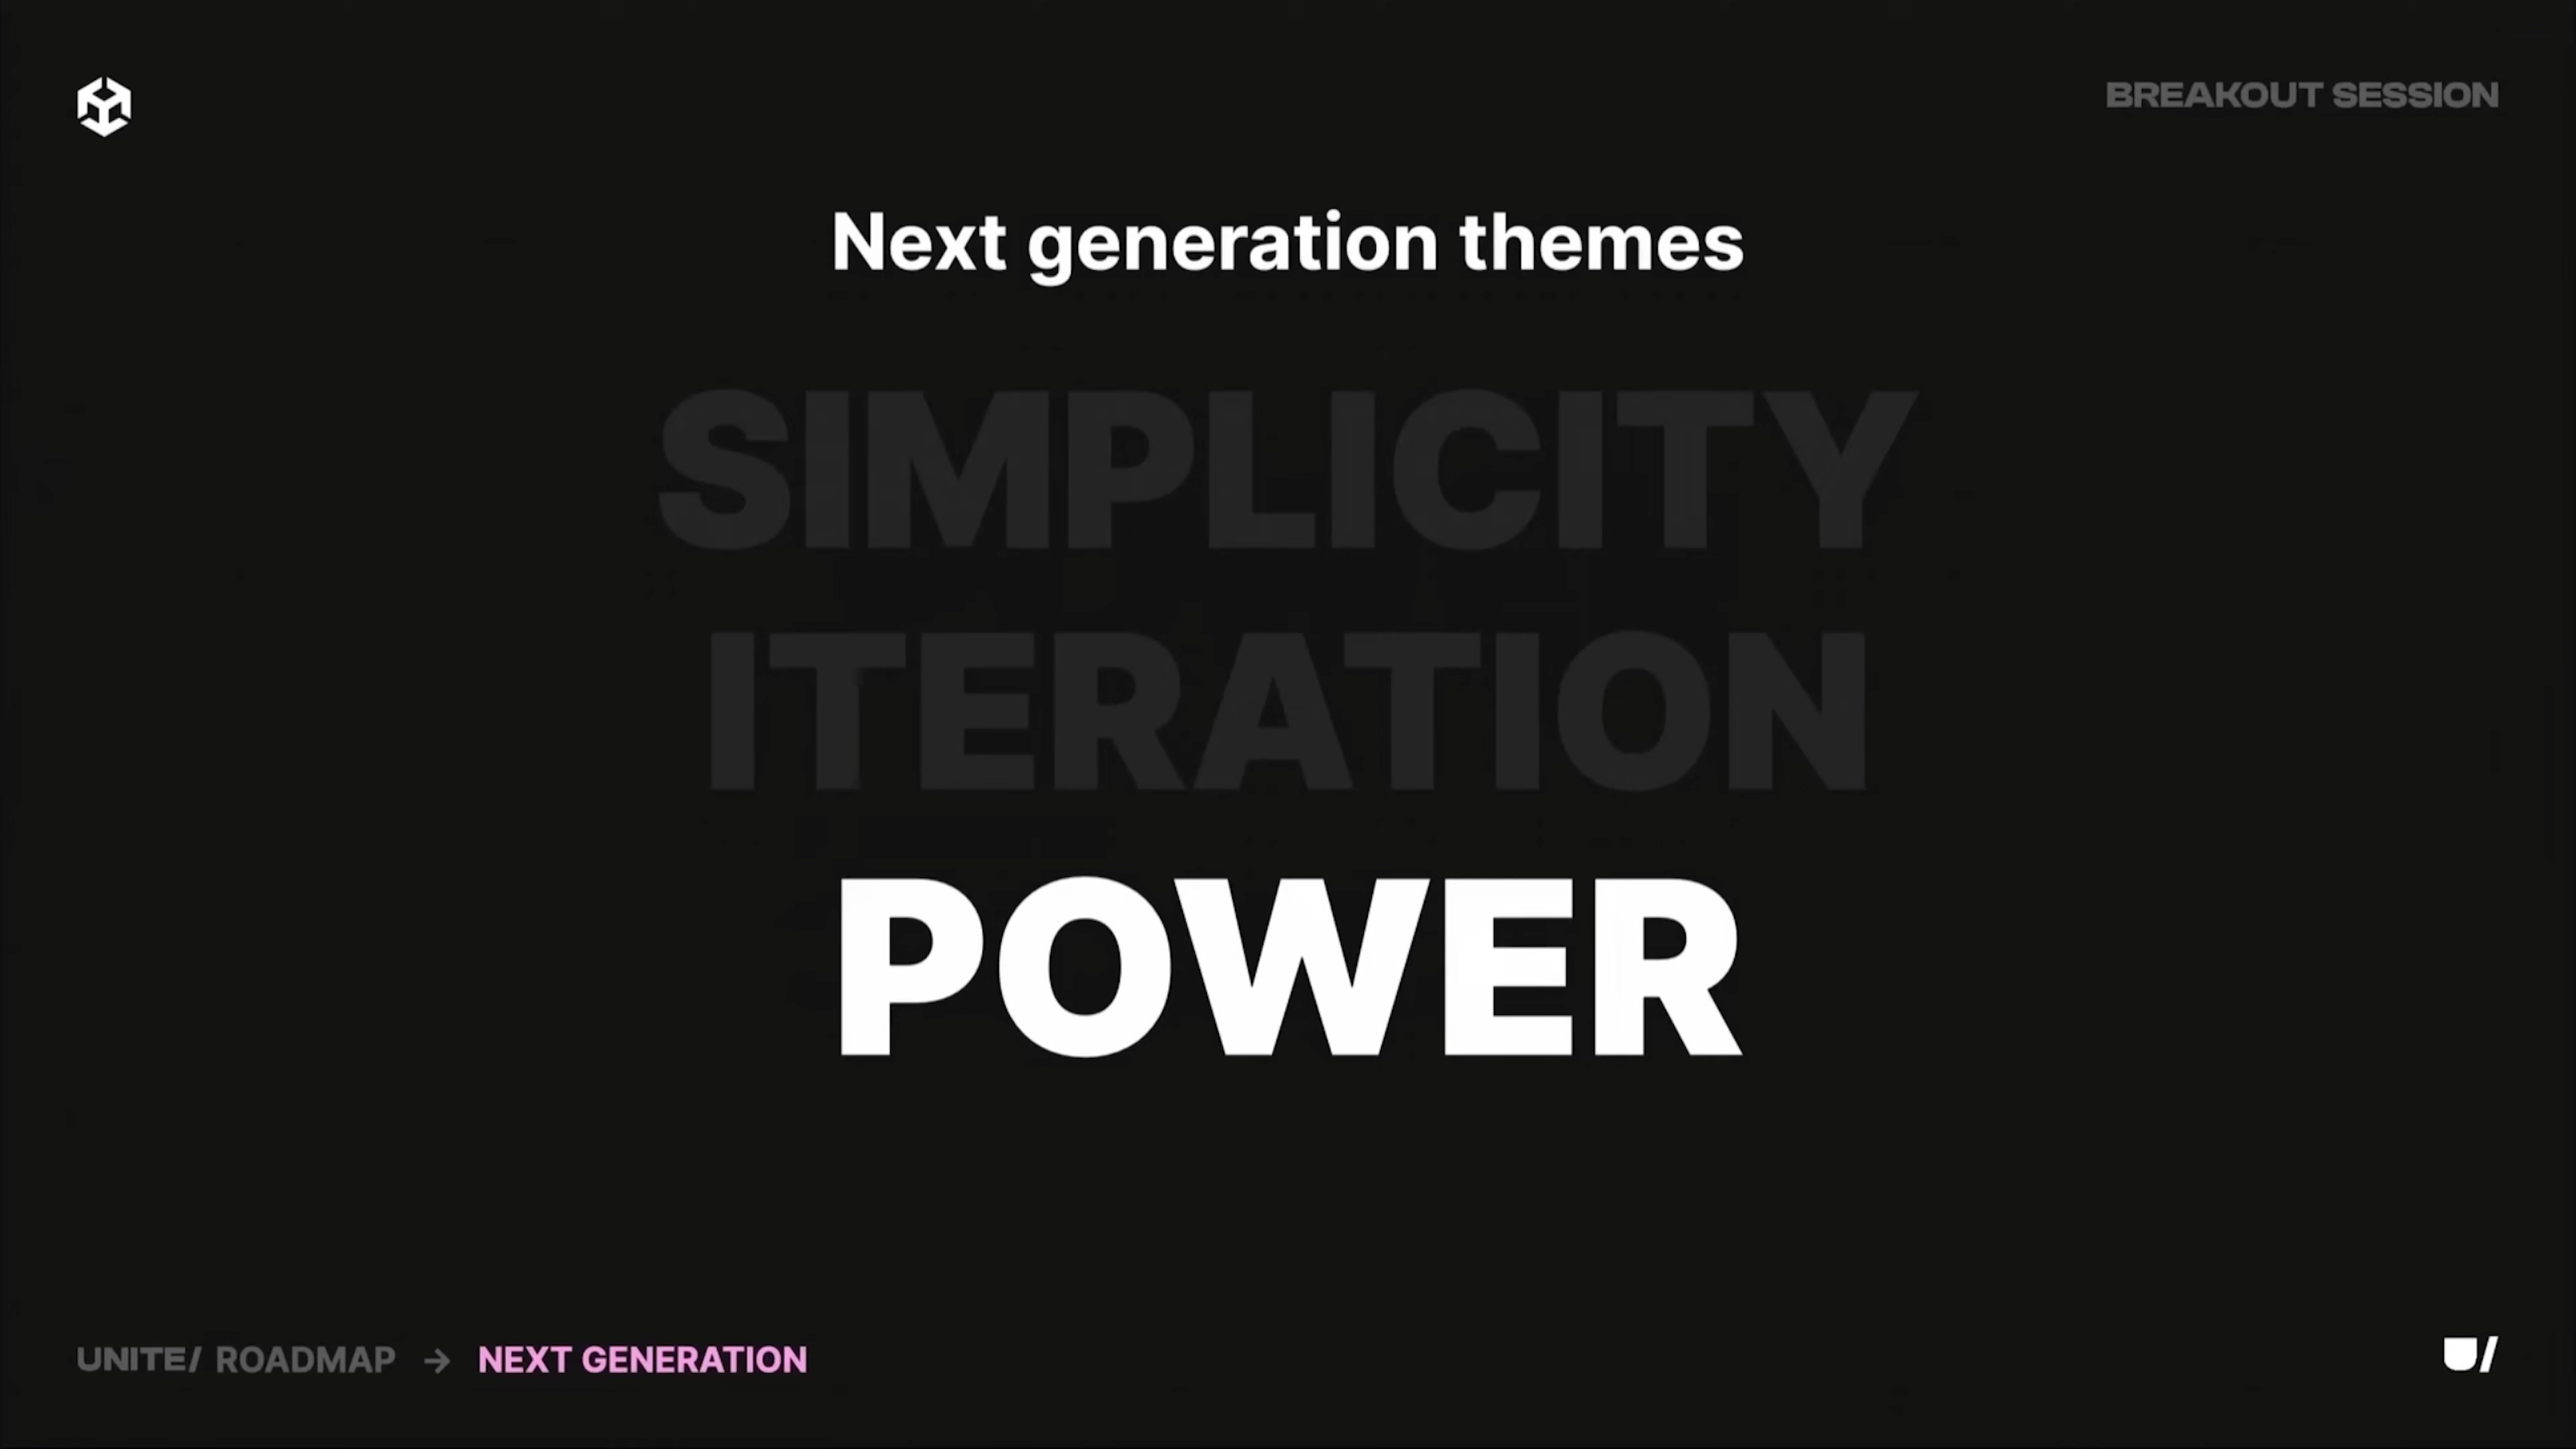 BREAKOUT SESSION
Next generation themes
SIMPLICITY
ITERATION
POWER
UNITE/ ROADMAP → NEXT GENERATION
U/